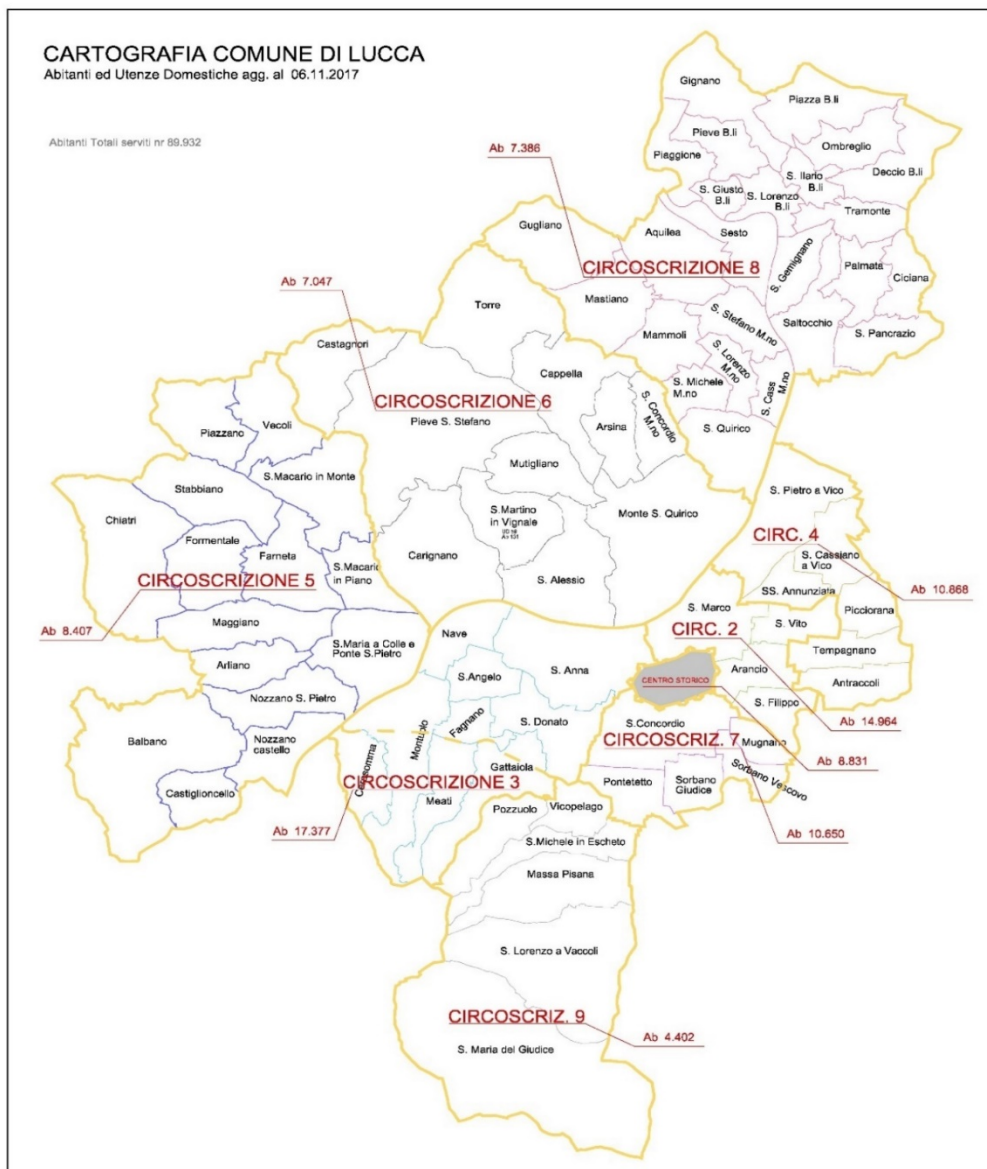 CARTOGRAFIA COMUNE DI LUCCA
Abitanti ed Utenze Domestiche agg. al 06.11.2017
Abitanti Totali serviti nr 89.932
Gignano
Piazza B.li
Pieve B.li
Ombreglio
Ab 7.386
Piaggione
S. Ilario
B.li
Deccio B.li
S. Giusto
B.li
S. Lorenzo
B.li
Tramonte
Gugliano
Aquilea
Sesto
S. Gemignano
Palmata
Ciciana
CIRCOSCRIZIONE 8
Ab 7.047
Torre
Mastiano
S. Stefano M.no
Saltocchio
S. Pancrazio
Castagnori
Mammoli
S. Lorenzo
M.no
Cappella
S. Michele
M.no
S. Cass
M.no
CIRCOSCRIZIONE 6
Pieve S. Stefano
Arsina
S. Concordio
M.no
S. Quirico
Piazzano
Vecoli
Mutigliano
S.Macario in Monte
Stabbiano
S. Pietro a Vico
Chiatri
S.Martino
in Vignale
Monte S. Quirico
CIRC. 4
Formentale
Farneta
Carignano
S. Cassiano
a Vico
S.Macario
in Piano
S. Alessio
SS. Annunziata
Ab 10.868
CIRCOSCRIZIONE 5
Ab 8.407
Maggiano
S. Marco
Picciorana
S. Vito
CIRC. 2
Nave
S.Maria a Colle e
Ponte S.Pietro
Tempagnano
Arliano
S.Angelo
S. Anna
Arancio
CENTRO STORICO
Antraccoli
Nozzano S. Pietro
S. Filippo
Fagnano
S. Donato
S.Concordio
Ab 14.964
Balbano
Nozzano
castello
Montuolo
CIRCOSCRIZ. 7
Mugnano
Cerasomma
Gattaiola
Ab 8.831
Sorbano Vescovo
CIRCOSCRIZIONE 3
Pontetetto
Sorbano
Giudice
Castiglioncello
Meati
Pozzuolo
Vicopelago
Ab 17.377
Ab 10.650
S.Michele in Escheto
Massa Pisana
S. Lorenzo a Vaccoli
CIRCOSCRIZ. 9
Ab 4.402
S. Maria del Giudice